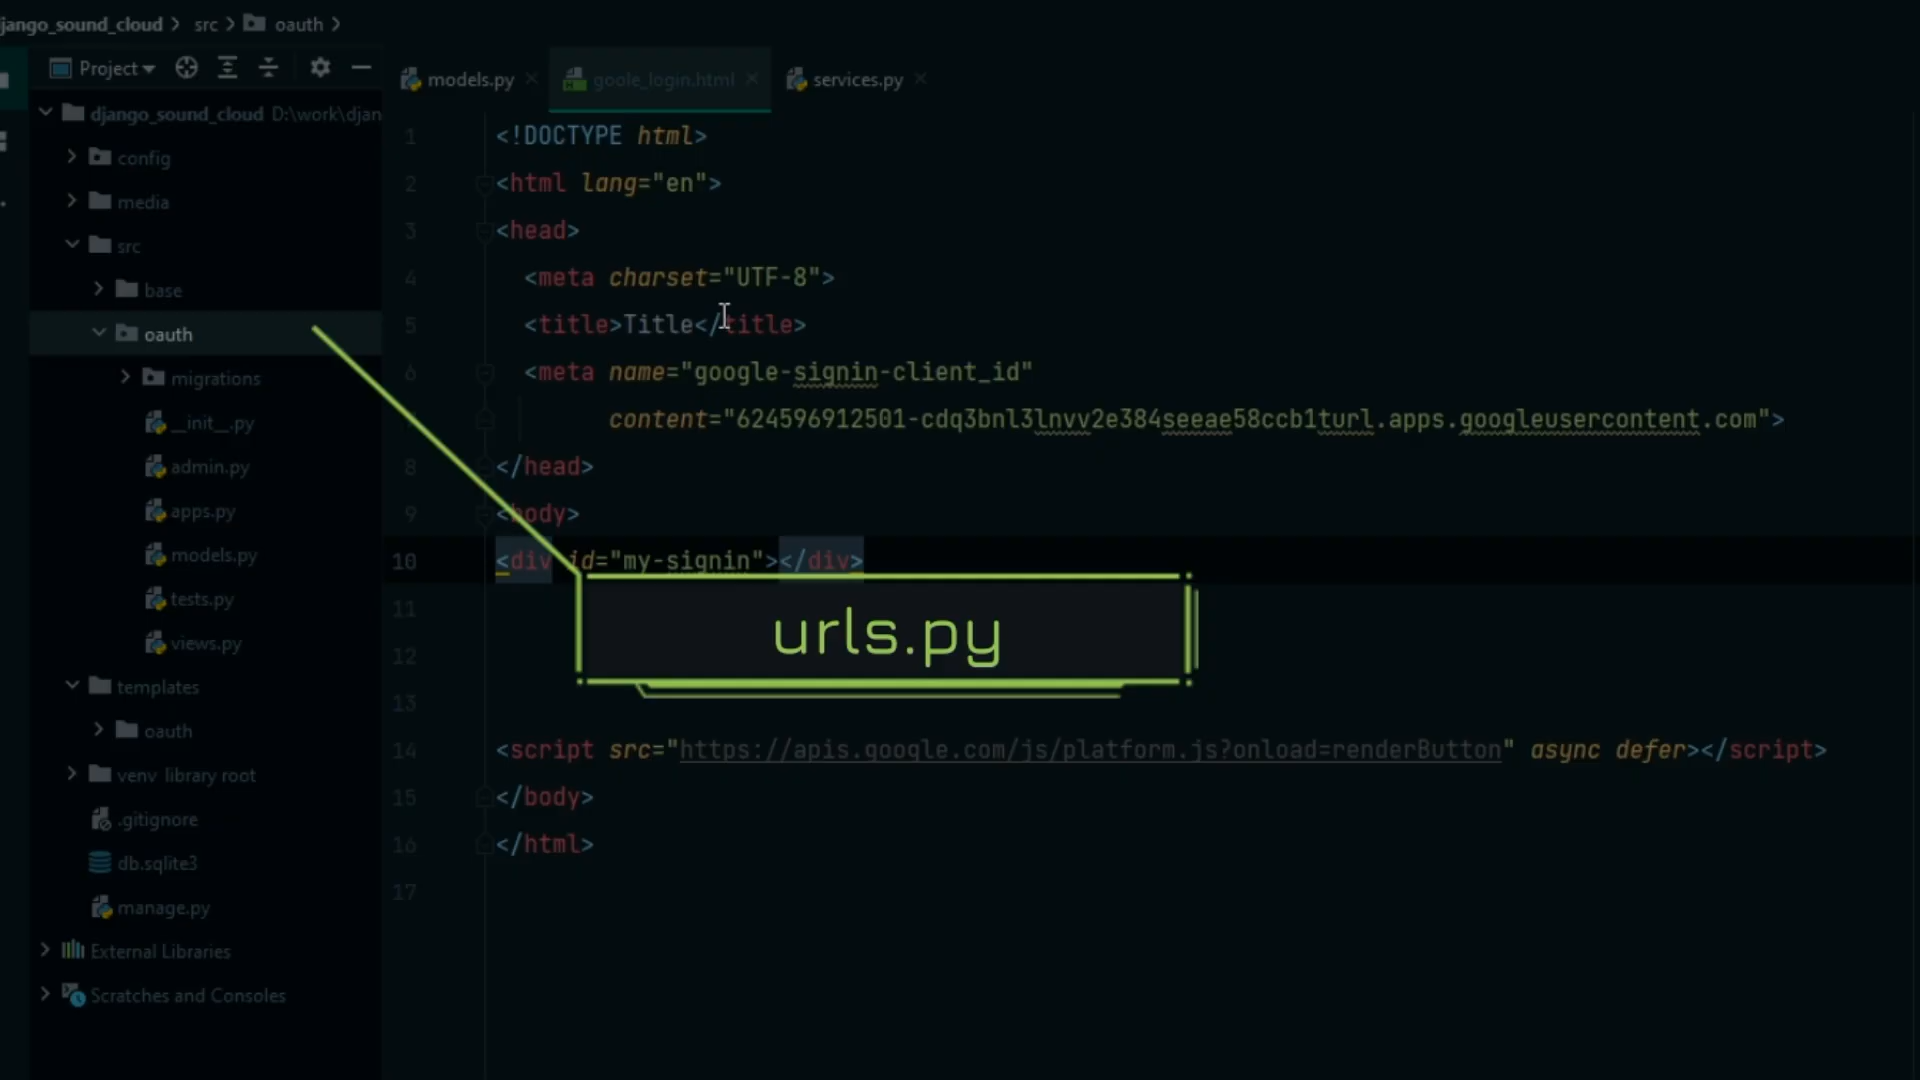 jango_sound_cloud > src > oauth >
Project
models.py
goole_login.html
services.py
django_sound_cloud D:\work\djan
config
media
src
base
oauth
migrations
__init__.py
admin.py
apps.py
models.py
tests.py
views.py
templates
oauth
venv library root
.gitignore
db.sqlite3
manage.py
External Libraries
Scratches and Consoles
1 <!DOCTYPE html>
2 <html lang="en">
3 <head>
4 <meta charset="UTF-8">
5 <title>Title</title>
6 <meta name="google-signin-client_id"
content="624596912501-cdq3bnl3lnvv2e384seeae58ccb1turl.apps.googleusercontent.com">
8 </head>
9 <body>
10 <div id="my-signin"></div>
11
12
urls.py
13
14 <script src="https://apis.google.com/js/platform.js?onload=renderButton" async defer></script>
15 </body>
16 </html>
17